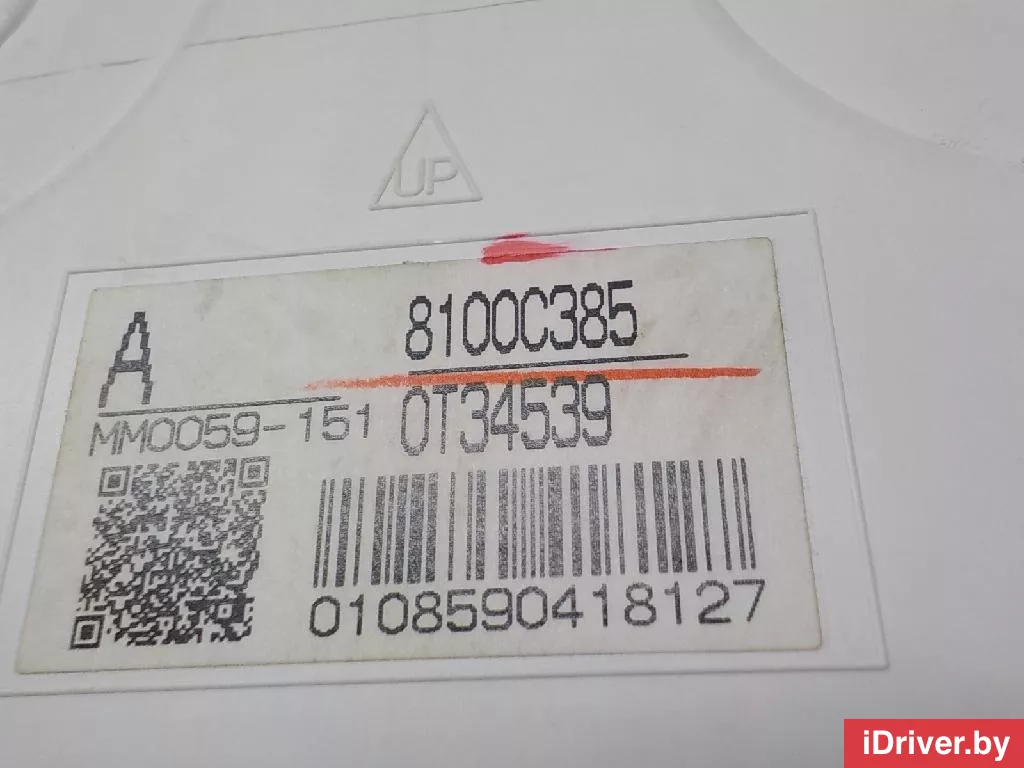 UP
A 8100C385
MM0059-151 0T34539
0108590418127
iDriver.by